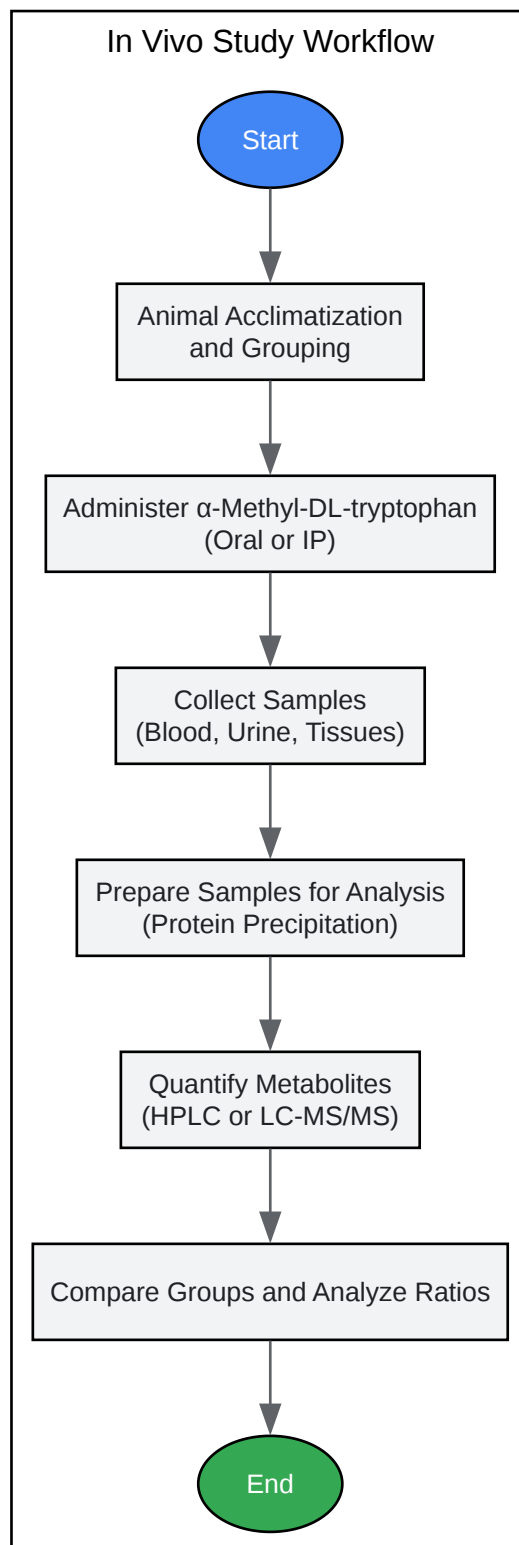 In Vivo Study Workflow
Start
Animal Acclimatization
and Grouping
Administer α-Methyl-DL-tryptophan
(Oral or IP)
Collect Samples
(Blood, Urine, Tissues)
Prepare Samples for Analysis
(Protein Precipitation)
Quantify Metabolites
(HPLC or LC-MS/MS)
Compare Groups and Analyze Ratios
End